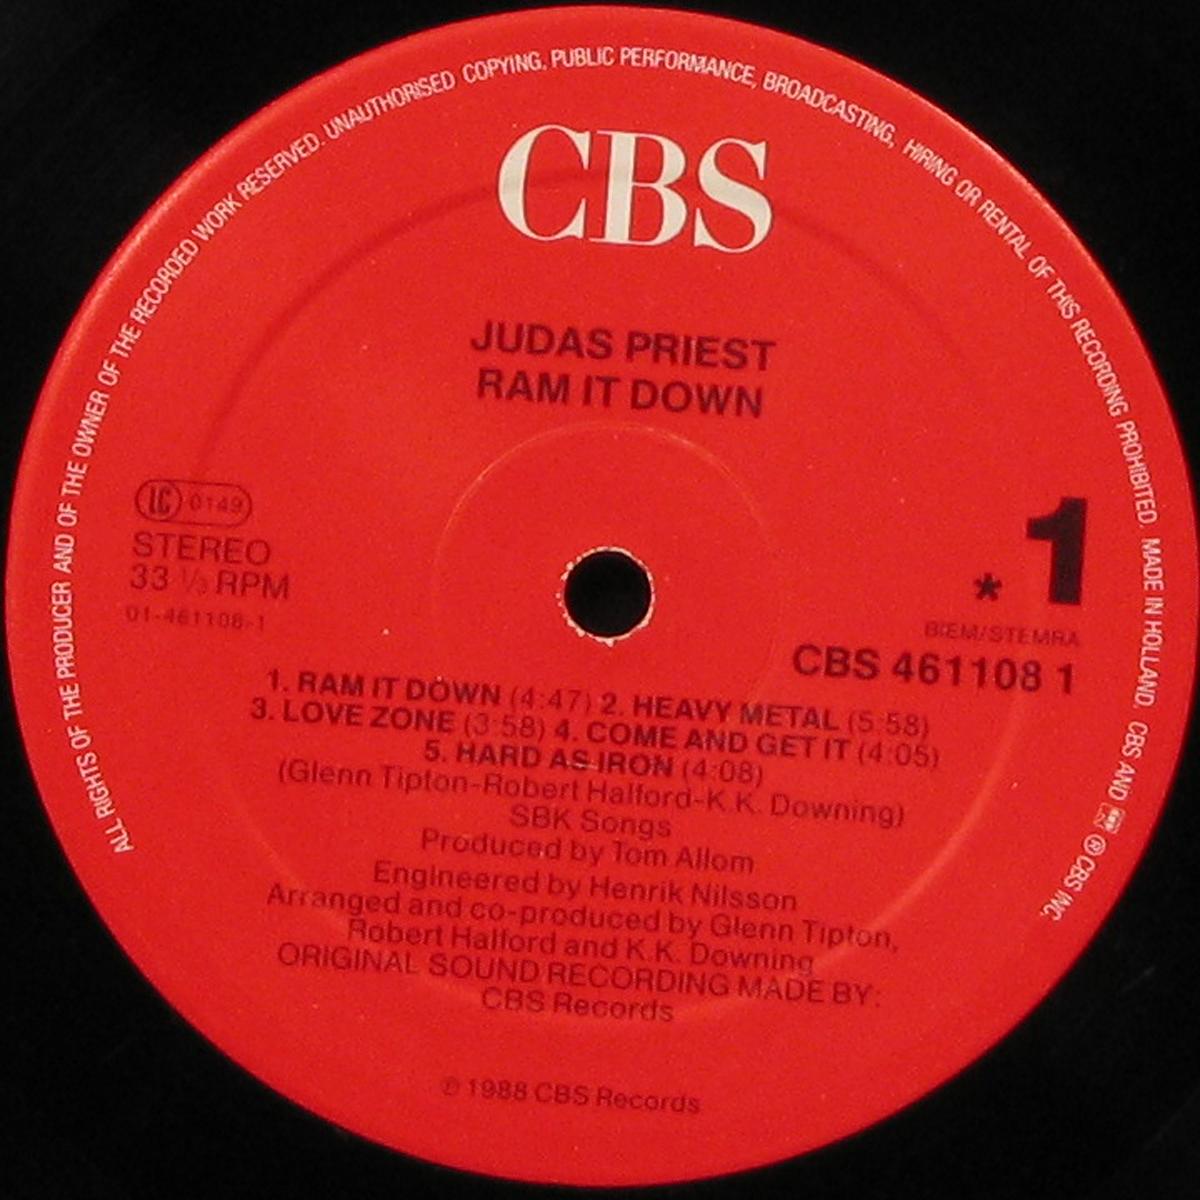 ALL RIGHTS OF THE PRODUCER AND OF THE OWNER OF THE RECORDED WORK RESERVED. UNAUTHORISED COPYING, PUBLIC PERFORMANCE, BROADCASTING, HIRING OR RENTAL OF THIS RECORDING PROHIBITED. MADE IN HOLLAND. CBS AND ® CBS INC.
CBS
JUDAS PRIEST
RAM IT DOWN
LC 0149
STEREO
33 ⅓ RPM
01-461108-1
* 1
BIEM/STEMRA
CBS 461108 1
1. RAM IT DOWN (4:47) 2. HEAVY METAL (5:58)
3. LOVE ZONE (3:58) 4. COME AND GET IT (4:05)
5. HARD AS IRON (4:08)
(Glenn Tipton-Robert Halford-K.K. Downing)
SBK Songs
Produced by Tom Allom
Engineered by Henrik Nilsson
Arranged and co-produced by Glenn Tipton,
Robert Halford and K.K. Downing
ORIGINAL SOUND RECORDING MADE BY:
CBS Records
℗ 1988 CBS Records